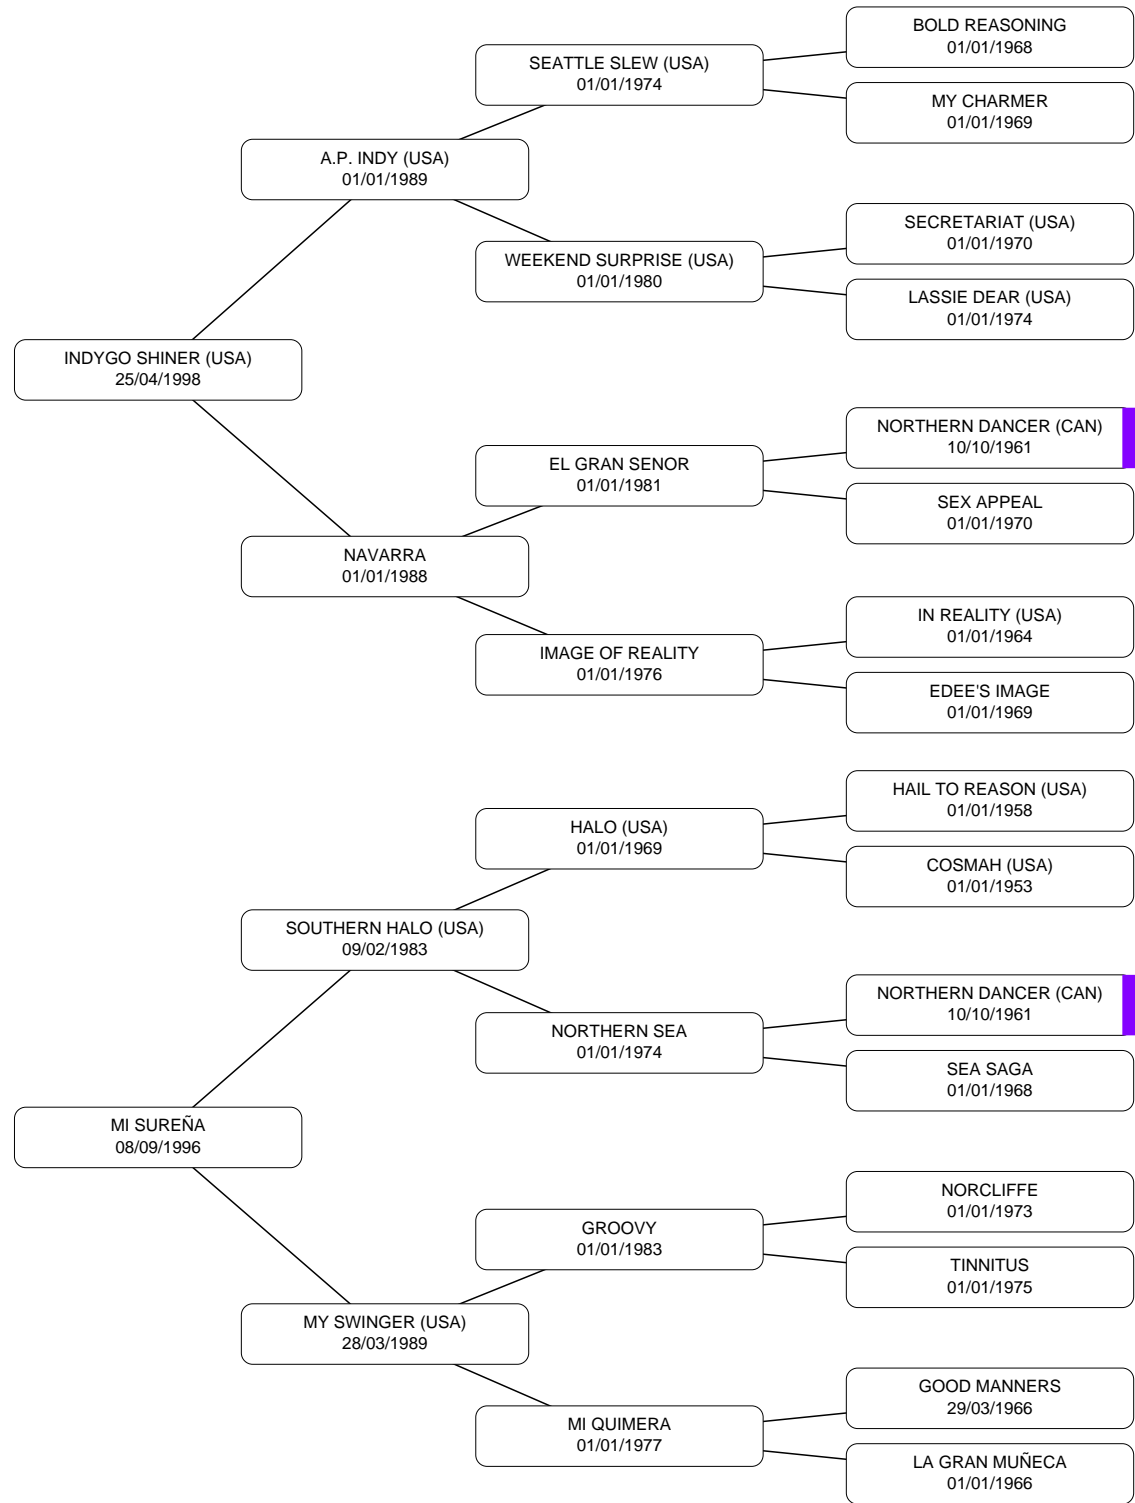 BOLD REASONING
01/01/1968
SEATTLE SLEW (USA)
01/01/1974
MY CHARMER
01/01/1969
A.P. INDY (USA)
01/01/1989
SECRETARIAT (USA)
01/01/1970
WEEKEND SURPRISE (USA)
01/01/1980
LASSIE DEAR (USA)
01/01/1974
INDYGO SHINER (USA)
25/04/1998
NORTHERN DANCER (CAN)
10/10/1961
EL GRAN SENOR
01/01/1981
SEX APPEAL
01/01/1970
NAVARRA
01/01/1988
IN REALITY (USA)
01/01/1964
IMAGE OF REALITY
01/01/1976
EDEE'S IMAGE
01/01/1969
HAIL TO REASON (USA)
01/01/1958
HALO (USA)
01/01/1969
COSMAH (USA)
01/01/1953
SOUTHERN HALO (USA)
09/02/1983
NORTHERN DANCER (CAN)
10/10/1961
NORTHERN SEA
01/01/1974
SEA SAGA
01/01/1968
MI SUREÑA
08/09/1996
NORCLIFFE
01/01/1973
GROOVY
01/01/1983
TINNITUS
01/01/1975
MY SWINGER (USA)
28/03/1989
GOOD MANNERS
29/03/1966
MI QUIMERA
01/01/1977
LA GRAN MUÑECA
01/01/1966